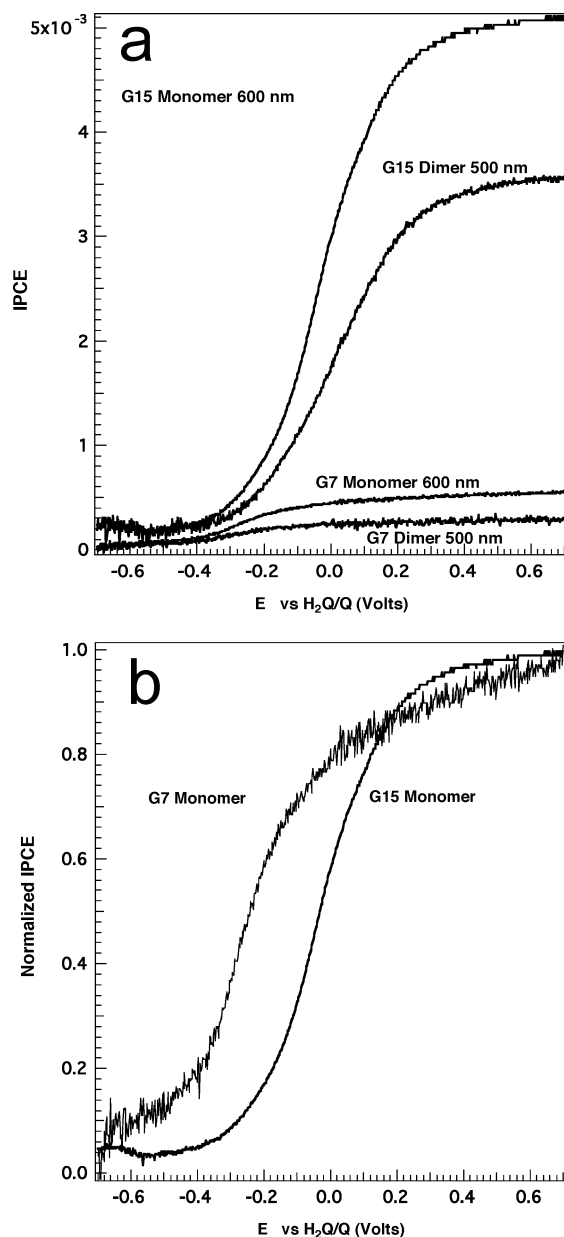 a
5x10⁻³
G15 Monomer 600 nm
4
G15 Dimer 500 nm
3
IPCE
2
1
G7 Monomer 600 nm
G7 Dimer 500 nm
0
-0.6 -0.4 -0.2 0.0 0.2 0.4 0.6
E vs H₂Q/Q (Volts)
b
1.0
0.8
G7 Monomer
G15 Monomer
0.6
Normalized IPCE
0.4
0.2
0.0
-0.6 -0.4 -0.2 0.0 0.2 0.4 0.6
E vs H₂Q/Q (Volts)